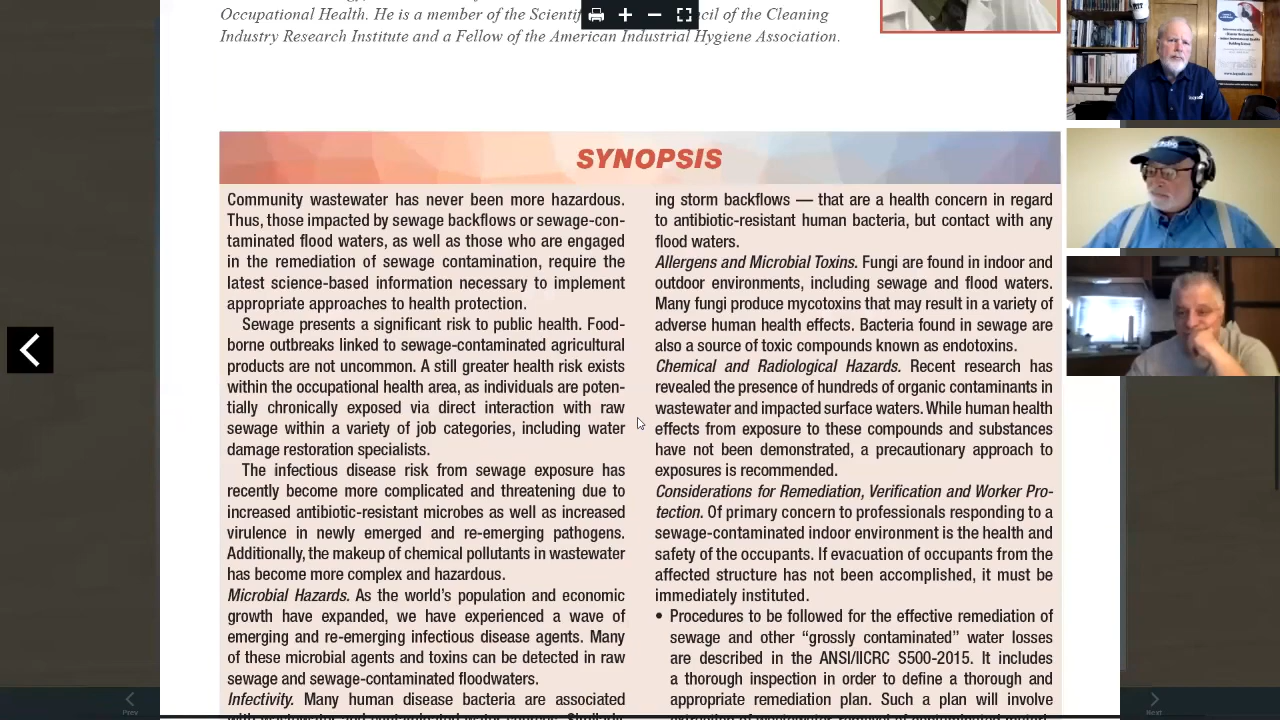 Occupational Health. He is a member of the Scientif
cil of the Cleaning
Industry Research Institute and a Fellow of the American Industrial Hygiene Association.
SYNOPSIS
Community wastewater has never been more hazardous.
Thus, those impacted by sewage backflows or sewage-con-
taminated flood waters, as well as those who are engaged
in the remediation of sewage contamination, require the
latest science-based information necessary to implement
appropriate approaches to health protection.
Sewage presents a significant risk to public health. Food-
borne outbreaks linked to sewage-contaminated agricultural
products are not uncommon. A still greater health risk exists
within the occupational health area, as individuals are poten-
tially chronically exposed via direct interaction with raw
sewage within a variety of job categories, including water
damage restoration specialists.
The infectious disease risk from sewage exposure has
recently become more complicated and threatening due to
increased antibiotic-resistant microbes as well as increased
virulence in newly emerged and re-emerging pathogens.
Additionally, the makeup of chemical pollutants in wastewater
has become more complex and hazardous.
Microbial Hazards. As the world’s population and economic
growth have expanded, we have experienced a wave of
emerging and re-emerging infectious disease agents. Many
of these microbial agents and toxins can be detected in raw
sewage and sewage-contaminated floodwaters.
Infectivity. Many human disease bacteria are associated
ing storm backflows — that are a health concern in regard
to antibiotic-resistant human bacteria, but contact with any
flood waters.
Allergens and Microbial Toxins. Fungi are found in indoor and
outdoor environments, including sewage and flood waters.
Many fungi produce mycotoxins that may result in a variety of
adverse human health effects. Bacteria found in sewage are
also a source of toxic compounds known as endotoxins.
Chemical and Radiological Hazards. Recent research has
revealed the presence of hundreds of organic contaminants in
wastewater and impacted surface waters. While human health
effects from exposure to these compounds and substances
have not been demonstrated, a precautionary approach to
exposures is recommended.
Considerations for Remediation, Verification and Worker Pro-
tection. Of primary concern to professionals responding to a
sewage-contaminated indoor environment is the health and
safety of the occupants. If evacuation of occupants from the
affected structure has not been accomplished, it must be
immediately instituted.
• Procedures to be followed for the effective remediation of
sewage and other “grossly contaminated” water losses
are described in the ANSI/IICRC S500-2015. It includes
a thorough inspection in order to define a thorough and
appropriate remediation plan. Such a plan will involve
Prev
Next